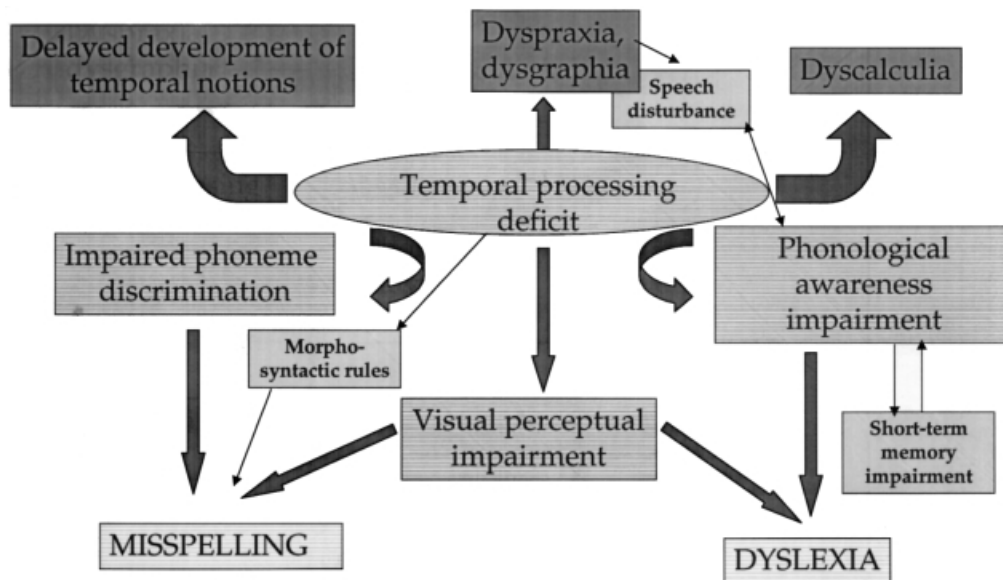 Delayed development of
temporal notions
Dyspraxia,
dysgraphia
Speech
disturbance
Dyscalculia
Temporal processing
deficit
Impaired phoneme
discrimination
Phonological
awareness
impairment
Morpho-
syntactic rules
Visual perceptual
impairment
Short-term
memory
impairment
MISSPELLING
DYSLEXIA